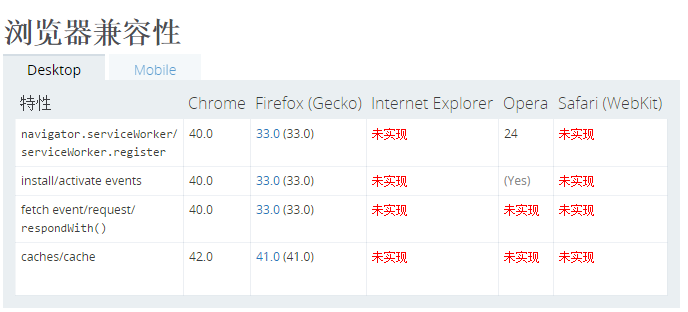 浏览器兼容性
Desktop Mobile
特性 Chrome Firefox (Gecko) Internet Explorer Opera Safari (WebKit)
navigator.serviceWorker/
serviceWorker.register 40.0 33.0 (33.0) 未实现 24 未实现
install/activate events 40.0 33.0 (33.0) 未实现 (Yes) 未实现
fetch event/request/
respondWith() 40.0 33.0 (33.0) 未实现 未实现 未实现
caches/cache 42.0 41.0 (41.0) 未实现 未实现 未实现